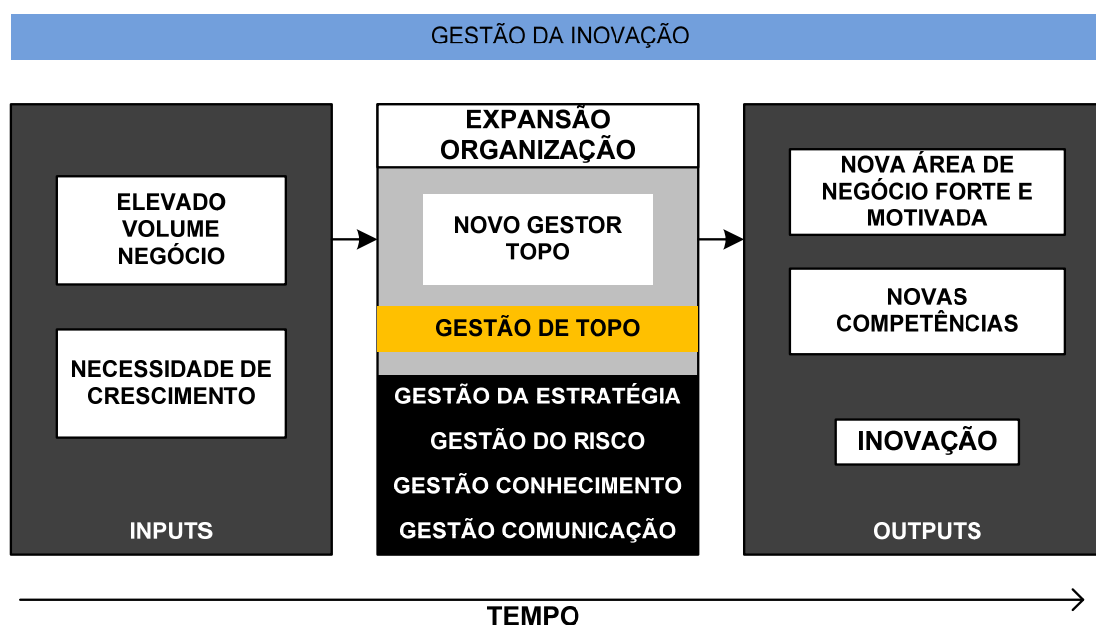 GESTÃO DA INOVAÇÃO
ELEVADO
VOLUME
NEGÓCIO
NECESSIDADE DE
CRESCIMENTO
INPUTS
EXPANSÃO
ORGANIZAÇÃO
NOVO GESTOR
TOPO
GESTÃO DE TOPO
GESTÃO DA ESTRATÉGIA
GESTÃO DO RISCO
GESTÃO CONHECIMENTO
GESTÃO COMUNICAÇÃO
NOVA ÁREA DE
NEGÓCIO FORTE E
MOTIVADA
NOVAS
COMPETÊNCIAS
INOVAÇÃO
OUTPUTS
TEMPO